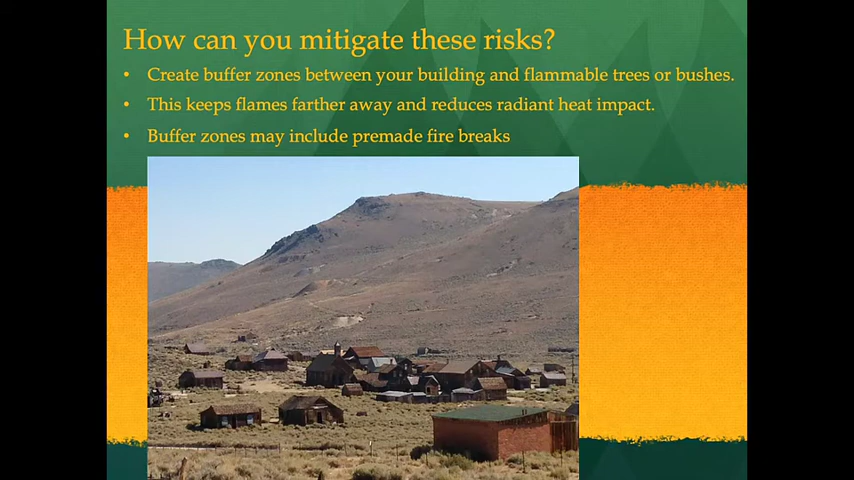 How can you mitigate these risks?
• Create buffer zones between your building and flammable trees or bushes.
• This keeps flames farther away and reduces radiant heat impact.
• Buffer zones may include premade fire breaks